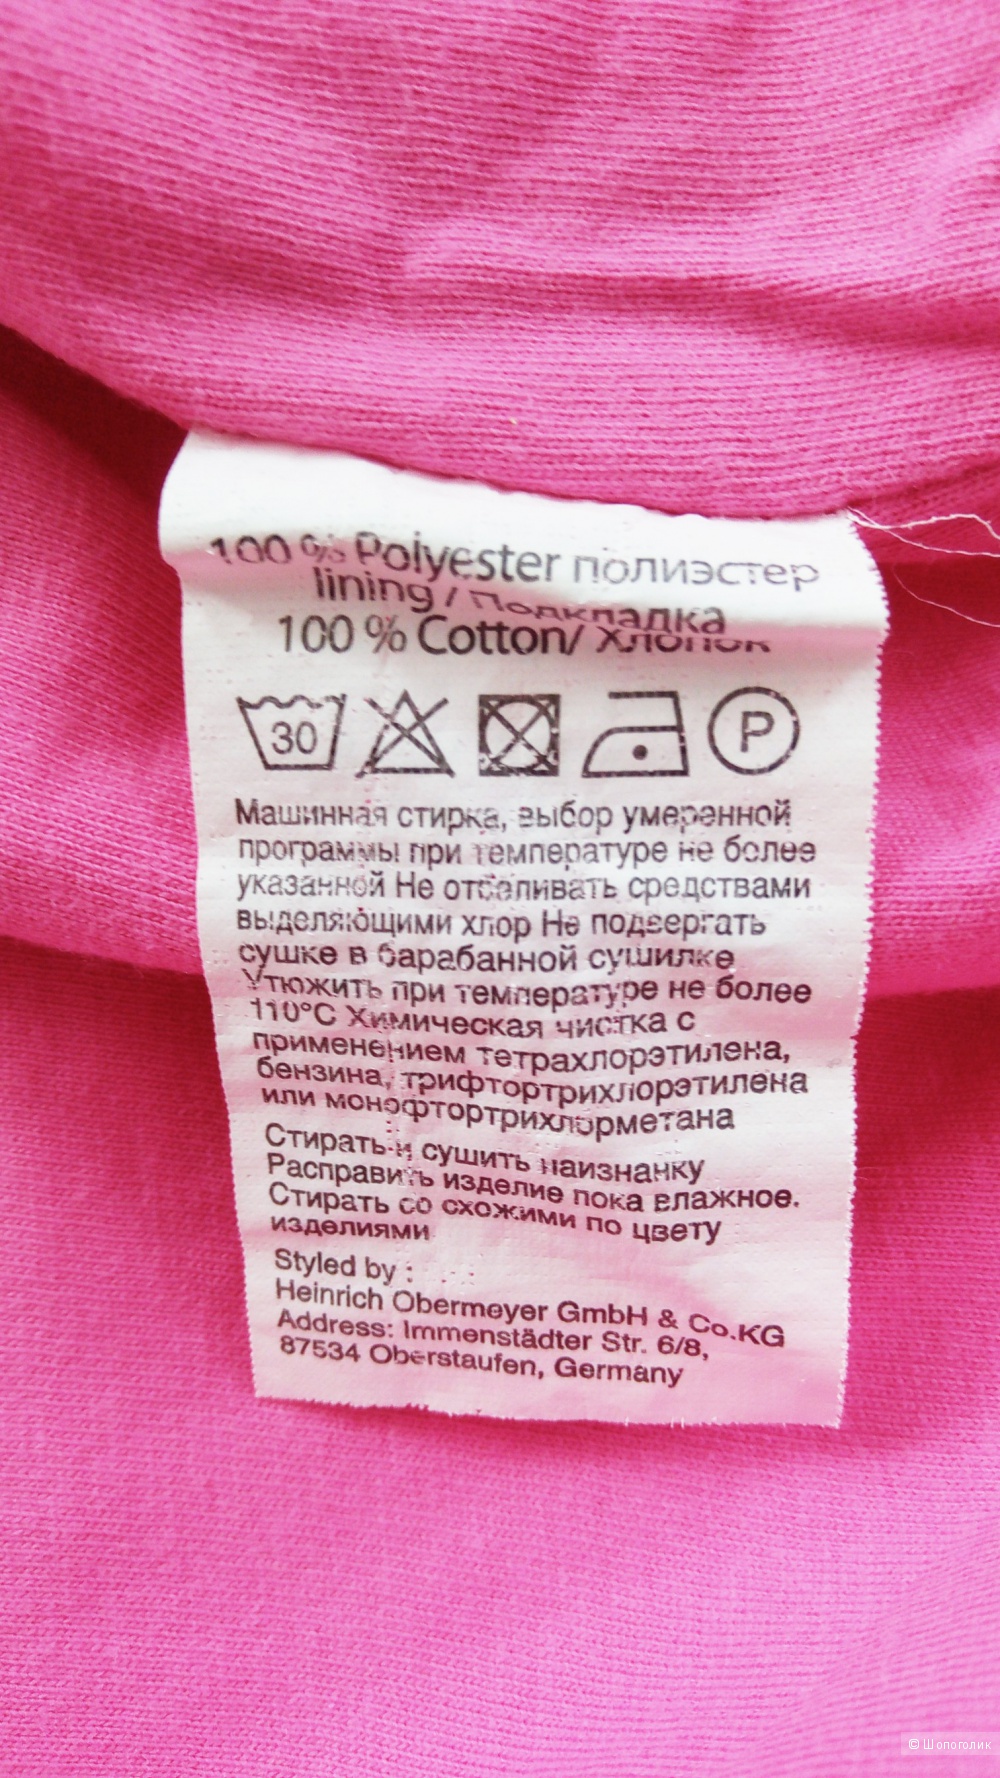 100 % Polyester полиэстер
lining / Подкладка
100 % Cotton/ хлопок
30
P
Машинная стирка, выбор умеренной
программы при температуре не более
указанной Не отбеливать средствами
выделяющими хлор Не подвергать
сушке в барабанной сушилке
Утюжить при температуре не более
110°C Химическая чистка с
применением тетрахлорэтилена,
бензина, трифтортрихлорэтилена
или монофтортрихлорметана
Стирать и сушить наизнанку
Расправить изделие пока влажное.
Стирать со схожими по цвету
изделиями
Styled by :
Heinrich Obermeyer GmbH & Co.KG
Address: Immenstädter Str. 6/8,
87534 Oberstaufen, Germany
© Шопоголик